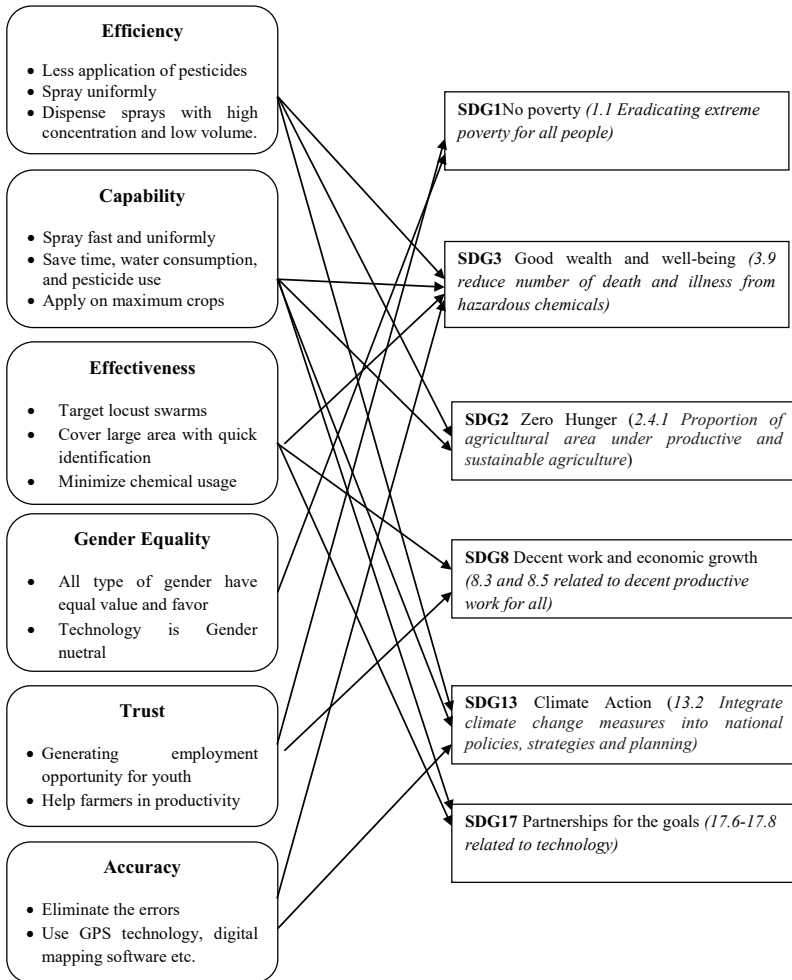 Efficiency
• Less application of pesticides
• Spray uniformly
• Dispense sprays with high
concentration and low volume.
Capability
• Spray fast and uniformly
• Save time, water consumption,
and pesticide use
• Apply on maximum crops
Effectiveness
• Target locust swarms
• Cover large area with quick
identification
• Minimize chemical usage
Gender Equality
• All type of gender have
equal value and favor
• Technology is Gender
nuetral
Trust
• Generating employment
opportunity for youth
• Help farmers in productivity
Accuracy
• Eliminate the errors
• Use GPS technology, digital
mapping software etc.
SDG1No poverty (1.1 Eradicating extreme
poverty for all people)
SDG3 Good wealth and well-being (3.9
reduce number of death and illness from
hazardous chemicals)
SDG2 Zero Hunger (2.4.1 Proportion of
agricultural area under productive and
sustainable agriculture)
SDG8 Decent work and economic growth
(8.3 and 8.5 related to decent productive
work for all)
SDG13 Climate Action (13.2 Integrate
climate change measures into national
policies, strategies and planning)
SDG17 Partnerships for the goals (17.6-17.8
related to technology)